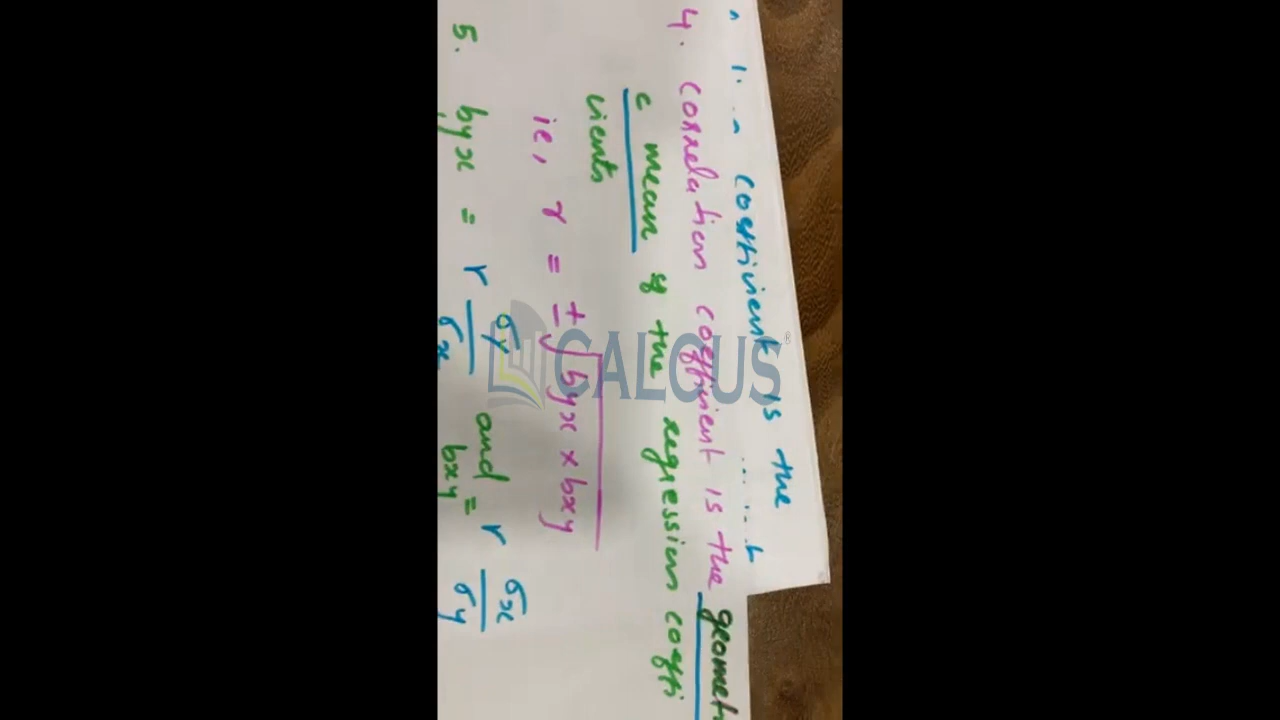 coefficient is the
4. Correlation coefficient is the geometri
c mean of the regression coeffi
cients
ie, r = ± √byx × bxy
5. byx = r σy/σx and bxy = r σx/σy
CALCUS®